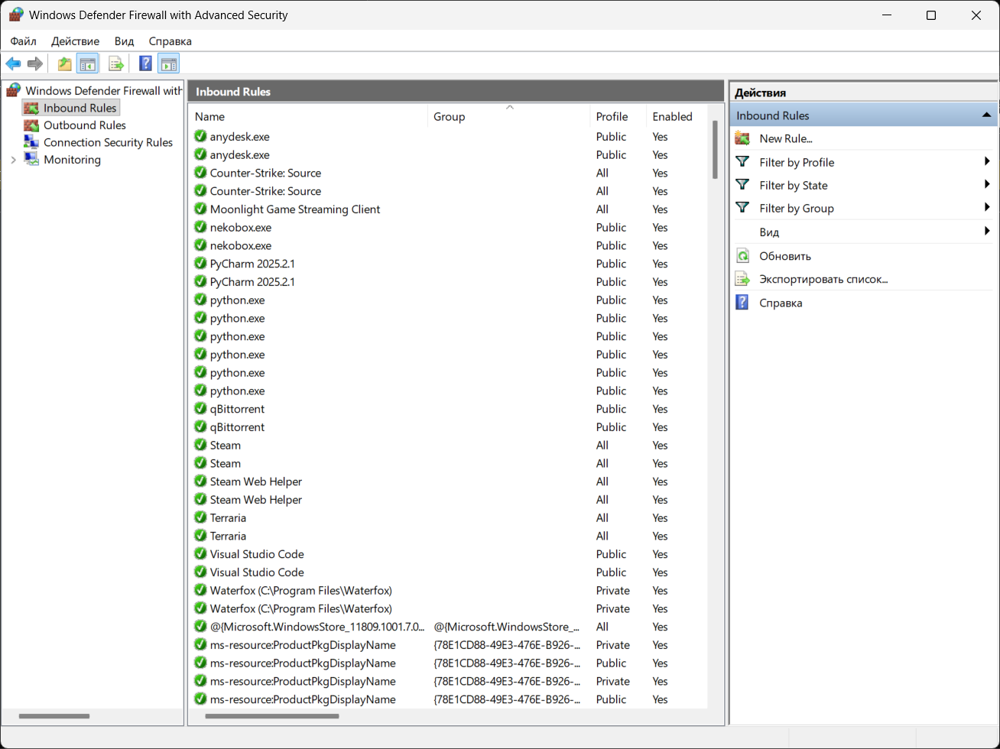 Windows Defender Firewall with Advanced Security
Файл Действие Вид Справка
Windows Defender Firewall with
Inbound Rules
Outbound Rules
Connection Security Rules
Monitoring
Inbound Rules
Name Group Profile Enabled
anydesk.exe Public Yes
anydesk.exe Public Yes
Counter-Strike: Source All Yes
Counter-Strike: Source All Yes
Moonlight Game Streaming Client All Yes
nekobox.exe Public Yes
nekobox.exe Public Yes
PyCharm 2025.2.1 Public Yes
PyCharm 2025.2.1 Public Yes
python.exe Public Yes
python.exe Public Yes
python.exe Public Yes
python.exe Public Yes
python.exe Public Yes
python.exe Public Yes
qBittorrent Public Yes
qBittorrent Public Yes
Steam All Yes
Steam All Yes
Steam Web Helper All Yes
Steam Web Helper All Yes
Terraria All Yes
Terraria All Yes
Visual Studio Code Public Yes
Visual Studio Code Public Yes
Waterfox (C:\Program Files\Waterfox) Private Yes
Waterfox (C:\Program Files\Waterfox) Private Yes
@{Microsoft.WindowsStore_11809.1001.7.0... @{Microsoft.WindowsStore_... All Yes
ms-resource:ProductPkgDisplayName {78E1CD88-49E3-476E-B926-... Private Yes
ms-resource:ProductPkgDisplayName {78E1CD88-49E3-476E-B926-... Public Yes
ms-resource:ProductPkgDisplayName {78E1CD88-49E3-476E-B926-... Private Yes
ms-resource:ProductPkgDisplayName {78E1CD88-49E3-476E-B926-... Public Yes
Действия
Inbound Rules
New Rule...
Filter by Profile
Filter by State
Filter by Group
Вид
Обновить
Экспортировать список...
Справка